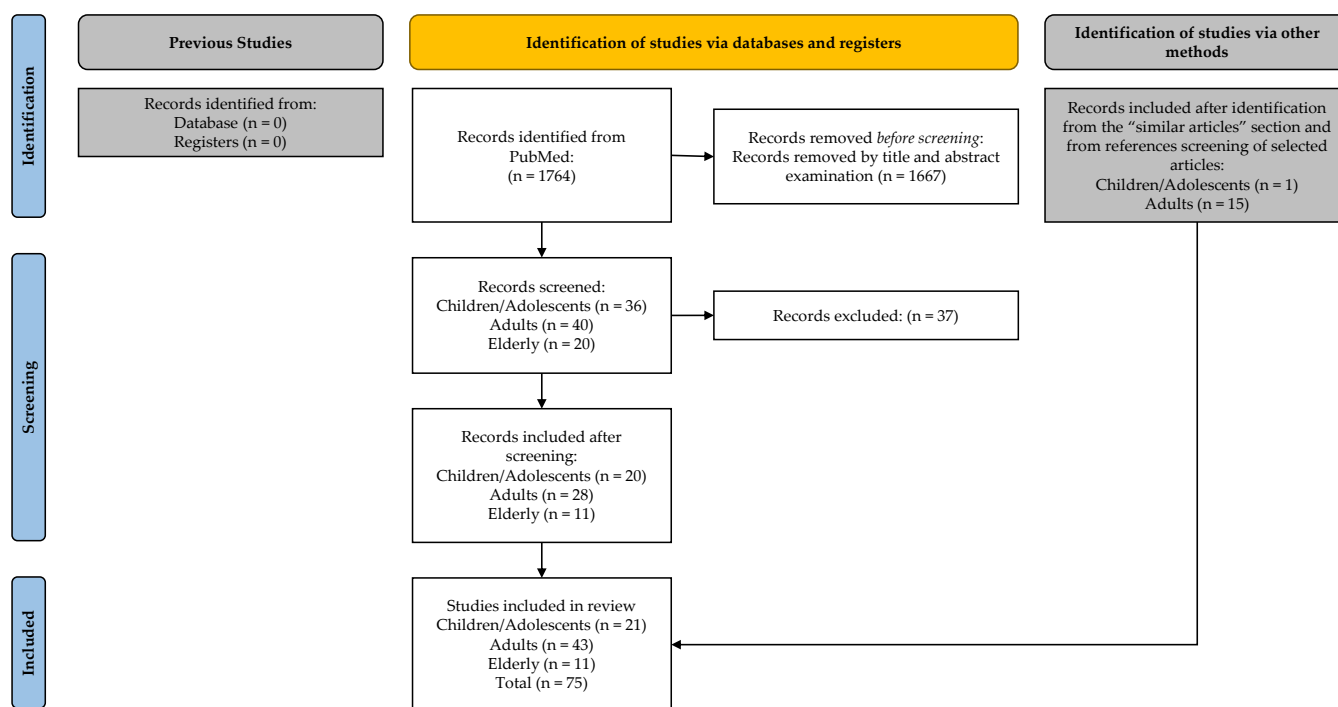 Previous Studies
Identification of studies via databases and registers
Identification of studies via other
methods
Identification
Records identified from:
Database (n = 0)
Registers (n = 0)
Records identified from
PubMed:
(n = 1764)
Records removed before screening:
Records removed by title and abstract
examination (n = 1667)
Records included after identification
from the “similar articles” section and
from references screening of selected
articles:
Children/Adolescents (n = 1)
Adults (n = 15)
Screening
Records screened:
Children/Adolescents (n = 36)
Adults (n = 40)
Elderly (n = 20)
Records excluded: (n = 37)
Records included after
screening:
Children/Adolescents (n = 20)
Adults (n = 28)
Elderly (n = 11)
Included
Studies included in review
Children/Adolescents (n = 21)
Adults (n = 43)
Elderly (n = 11)
Total (n = 75)